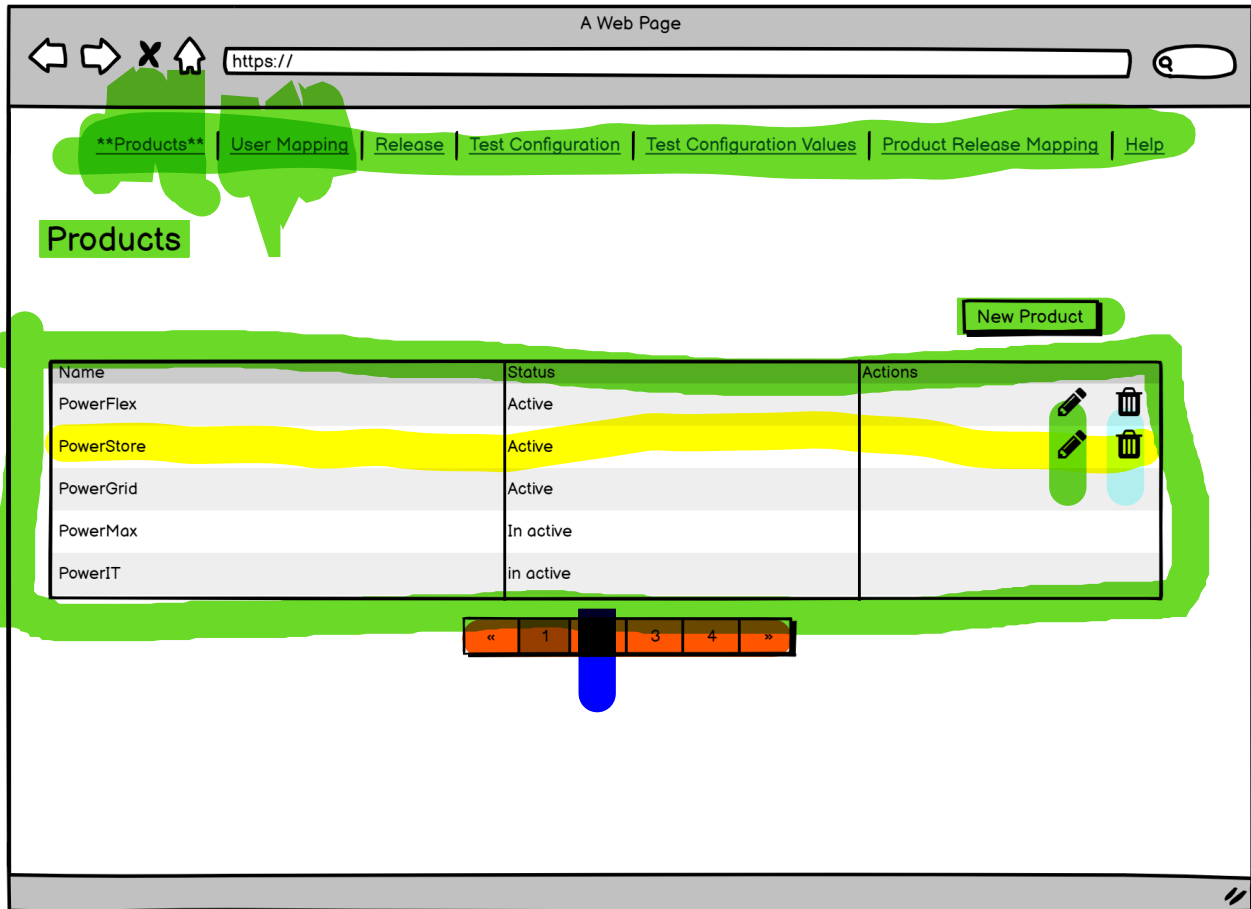 A Web Page
https://
**Products** | User Mapping | Release | Test Configuration | Test Configuration Values | Product Release Mapping | Help
Products
New Product
Name Status Actions
PowerFlex Active
PowerStore Active
PowerGrid Active
PowerMax In active
PowerIT in active
« 1 3 4 »